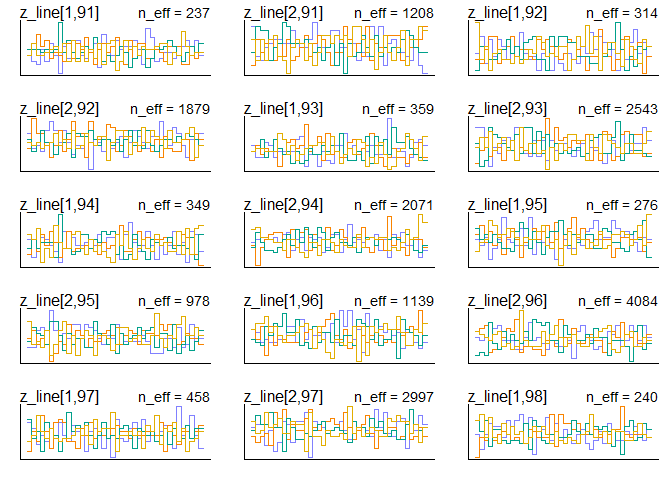 z_line[1,91] n_eff = 237 z_line[2,91] n_eff = 1208 z_line[1,92] n_eff = 314
z_line[2,92] n_eff = 1879 z_line[1,93] n_eff = 359 z_line[2,93] n_eff = 2543
z_line[1,94] n_eff = 349 z_line[2,94] n_eff = 2071 z_line[1,95] n_eff = 276
z_line[2,95] n_eff = 978 z_line[1,96] n_eff = 1139 z_line[2,96] n_eff = 4084
z_line[1,97] n_eff = 458 z_line[2,97] n_eff = 2997 z_line[1,98] n_eff = 240